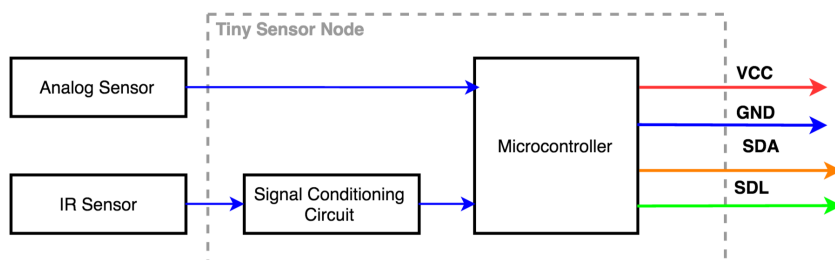 Tiny Sensor Node
Analog Sensor
Microcontroller
VCC
GND
SDA
SDL
IR Sensor
Signal Conditioning
Circuit